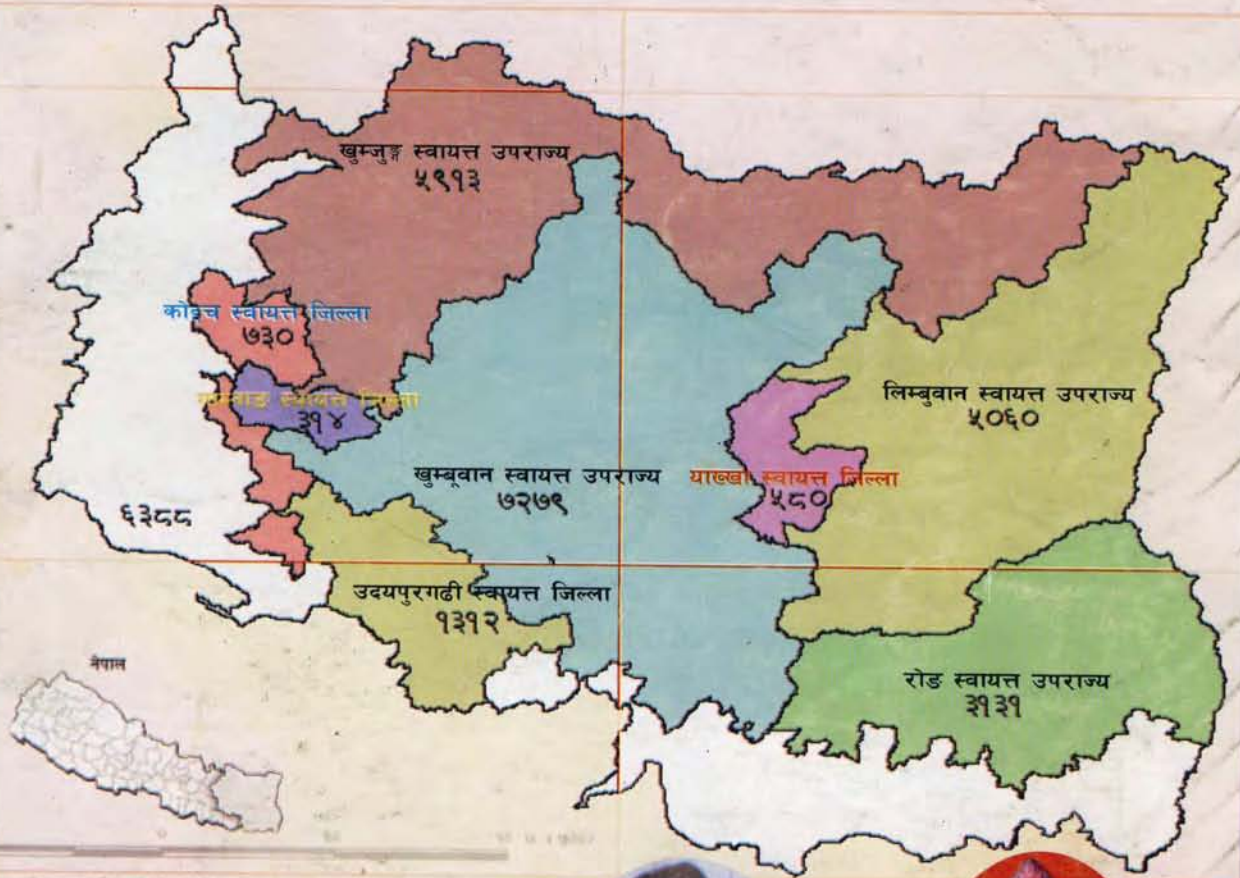 खुम्जुङ्ग स्वायत्त उपराज्य
५९१३
कोइच स्वायत्त जिल्ला
७३०
स्वायत्त जिल्ला
३१४
लिम्बुवान स्वायत्त उपराज्य
५०६०
खुम्बूवान स्वायत्त उपराज्य
७२७९
याख्खा स्वायत्त जिल्ला
५८०
६३८८
उदयपुरगढी स्वायत्त जिल्ला
१३१२
रोङ स्वायत्त उपराज्य
३१३१
नेपाल